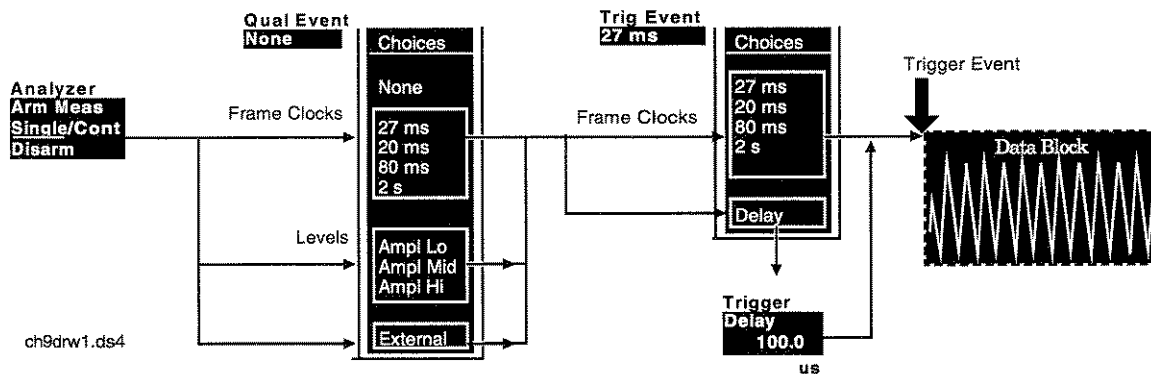 Qual Event
None
Choices
None
27 ms
20 ms
80 ms
2 s
Ampl Lo
Ampl Mid
Ampl Hi
External
Analyzer
Arm Meas
Single/Cont
Disarm
Frame Clocks
Levels
Trig Event
27 ms
Frame Clocks
Choices
27 ms
20 ms
80 ms
2 s
Delay
Trigger
Delay
100.0
us
Trigger Event
Data Block
ch9drw1.ds4